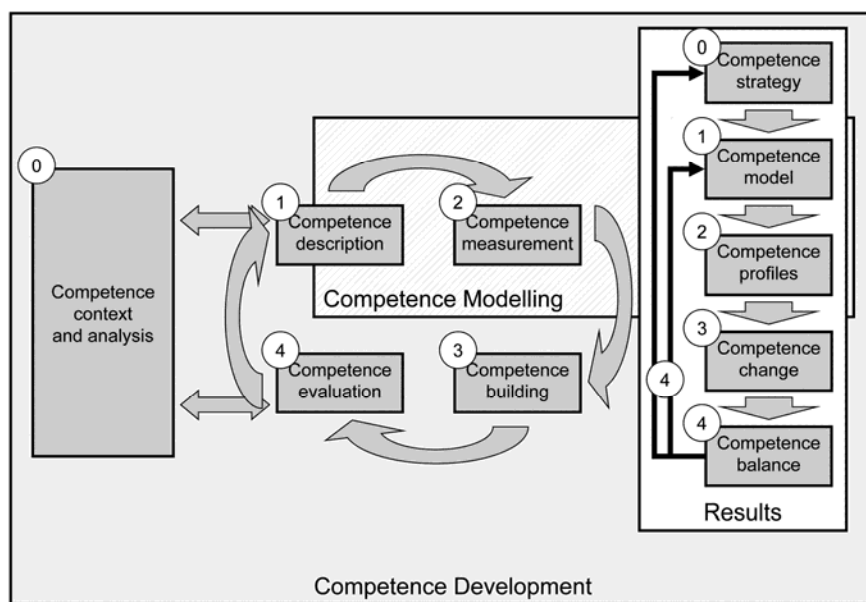 0
Competence
context
and analysis
1
Competence
description
2
Competence
measurement
Competence Modelling
4
Competence
evaluation
3
Competence
building
0
Competence
strategy
1
Competence
model
2
Competence
profiles
3
Competence
change
4
4
Competence
balance
Results
Competence Development